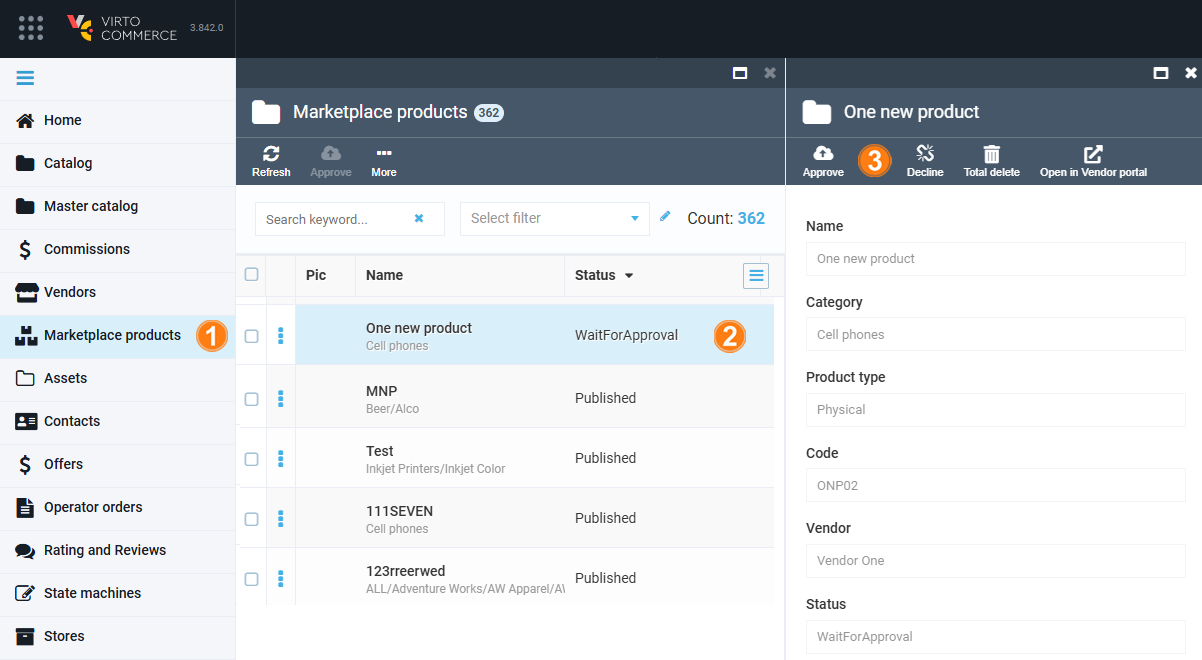 VIRTO
COMMERCE
3.842.0
Home
Catalog
Master catalog
Commissions
Vendors
Marketplace products
1
Assets
Contacts
Offers
Operator orders
Rating and Reviews
State machines
Stores
Marketplace products 362
Refresh
Approve
More
Search keyword...
Select filter
Count: 362
Pic Name Status
One new product
Cell phones
WaitForApproval
2
MNP
Beer/Alco
Published
Test
Inkjet Printers/Inkjet Color
Published
111SEVEN
Cell phones
Published
123rreerwed
ALL/Adventure Works/AW Apparel/AW
Published
One new product
Approve
3
Decline
Total delete
Open in Vendor portal
Name
One new product
Category
Cell phones
Product type
Physical
Code
ONP02
Vendor
Vendor One
Status
WaitForApproval